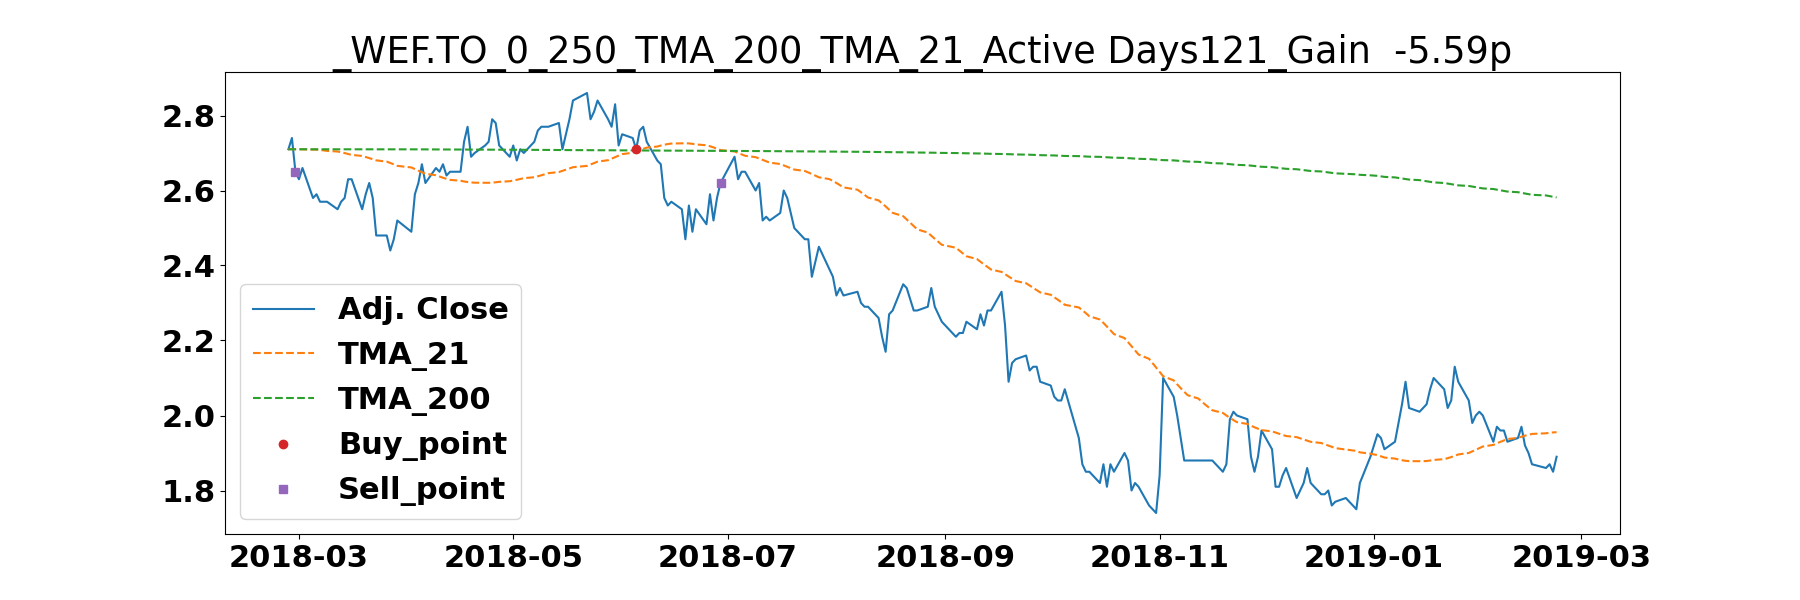 _WEF.TO_0_250_TMA_200_TMA_21_Active Days121_Gain  -5.59p
2.8
2.6
2.4
2.2
2.0
1.8
Adj. Close
TMA_21
TMA_200
Buy_point
Sell_point
2018-03 2018-05 2018-07 2018-09 2018-11 2019-01 2019-03